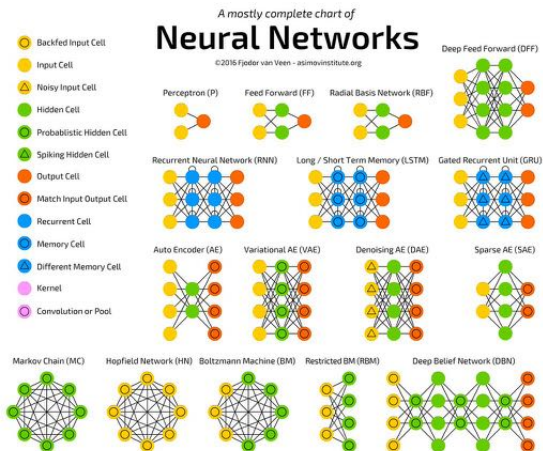 A mostly complete chart of
Neural Networks
©2016 Fjodor van Veen - asimovinstitute.org
Backfed Input Cell
Input Cell
Noisy Input Cell
Hidden Cell
Probablistic Hidden Cell
Spiking Hidden Cell
Output Cell
Match Input Output Cell
Recurrent Cell
Memory Cell
Different Memory Cell
Kernel
Convolution or Pool
Deep Feed Forward (DFF)
Perceptron (P)
Feed Forward (FF)
Radial Basis Network (RBF)
Recurrent Neural Network (RNN)
Long / Short Term Memory (LSTM)
Gated Recurrent Unit (GRU)
Auto Encoder (AE)
Variational AE (VAE)
Denoising AE (DAE)
Sparse AE (SAE)
Markov Chain (MC)
Hopfield Network (HN)
Boltzmann Machine (BM)
Restricted BM (RBM)
Deep Belief Network (DBN)